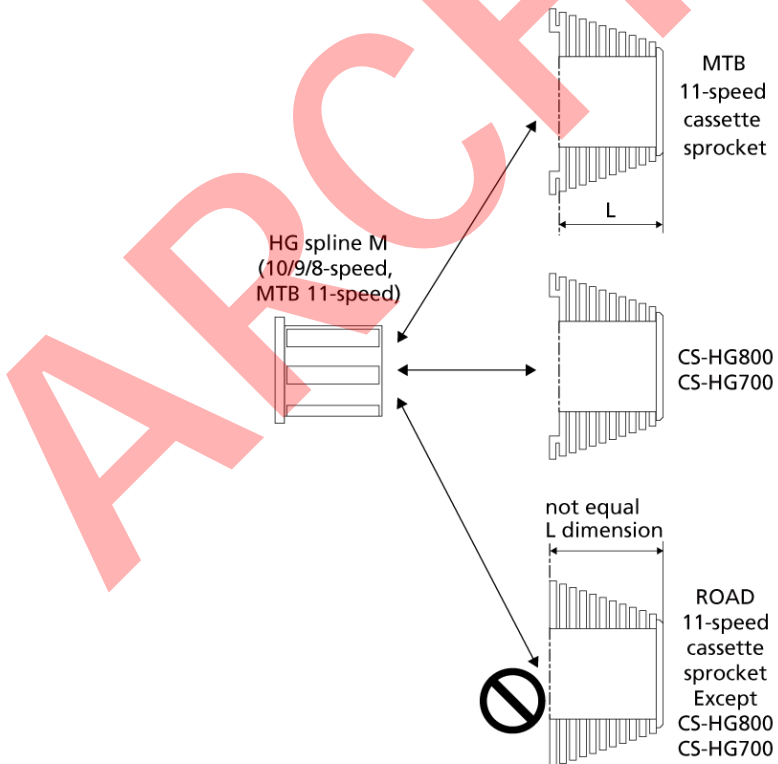 MTB
11-speed
cassette
sprocket
L
HG spline M
(10/9/8-speed,
MTB 11-speed)
CS-HG800
CS-HG700
not equal
L dimension
ROAD
11-speed
cassette
sprocket
Except
CS-HG800
CS-HG700
ARCH